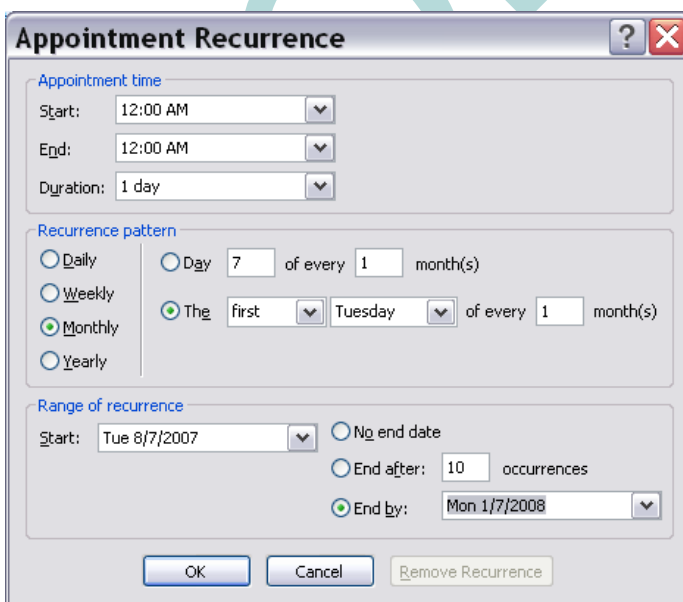 Appointment Recurrence
Appointment time
Start: 12:00 AM
End: 12:00 AM
Duration: 1 day
Recurrence pattern
Daily
Weekly
Monthly
Yearly
Day 7 of every 1 month(s)
The first Tuesday of every 1 month(s)
Range of recurrence
Start: Tue 8/7/2007
No end date
End after: 10 occurrences
End by: Mon 1/7/2008
OK Cancel Remove Recurrence